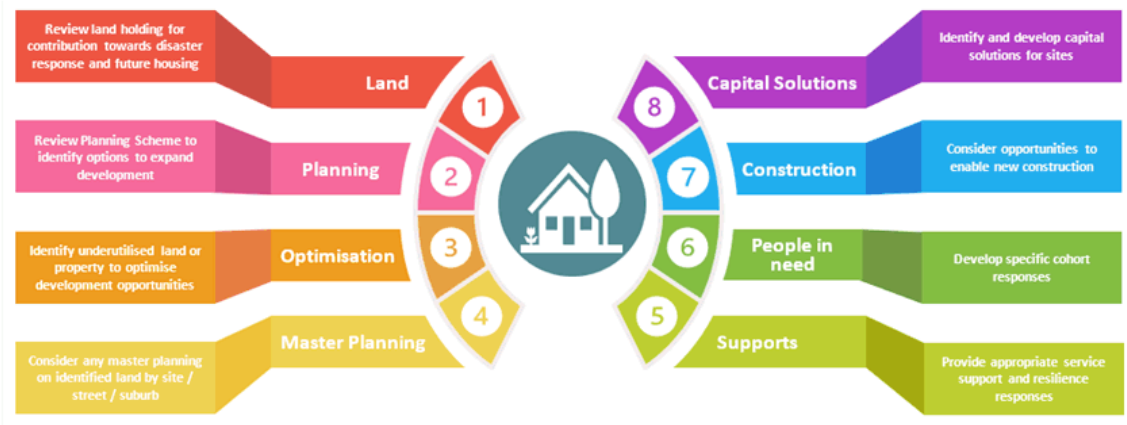 Review land holding for
contribution towards disaster
response and future housing
Land
1
Review Planning Scheme to
identify options to expand
development
Planning
2
Identify underutilised land or
property to optimise
development opportunities
Optimisation
3
Consider any master planning
on identified land by site /
street / suburb
Master Planning
4
8
Capital Solutions
Identify and develop capital
solutions for sites
7
Construction
Consider opportunities to
enable new construction
6
People in
need
Develop specific cohort
responses
5
Supports
Provide appropriate service
support and resilience
responses